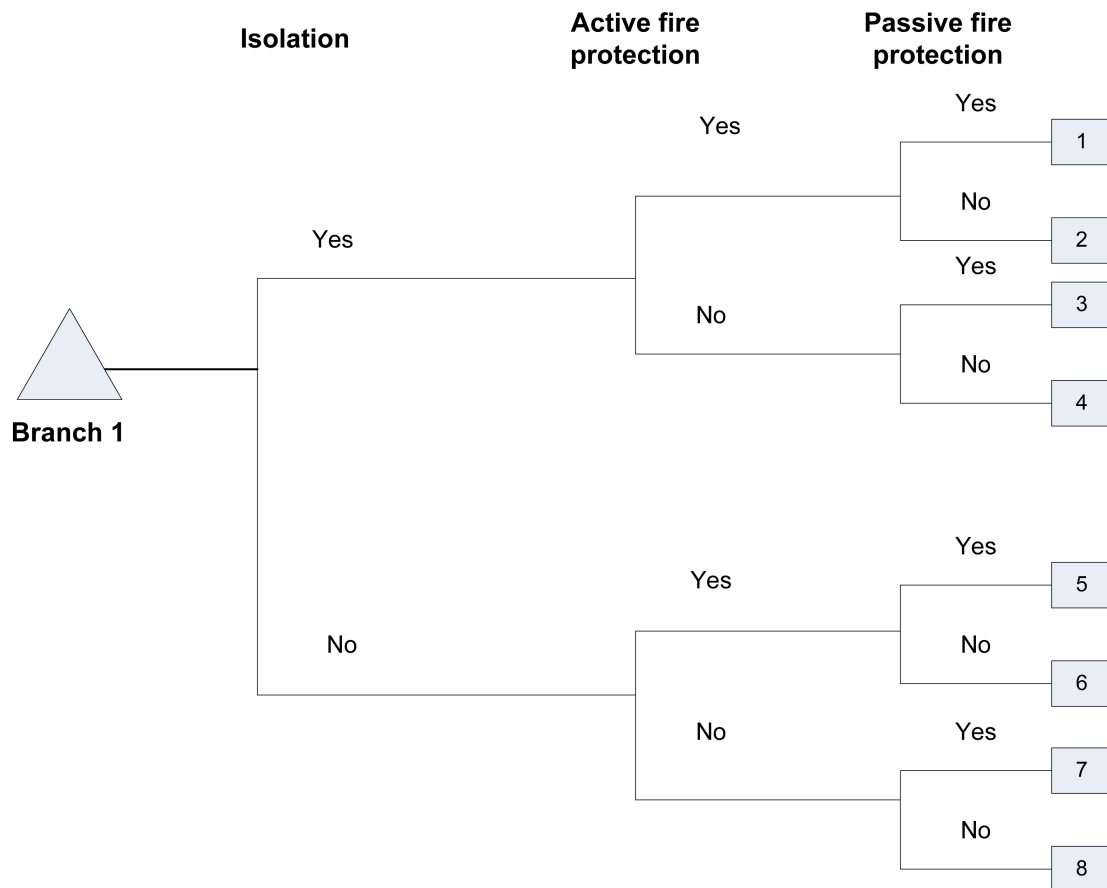 Isolation
Active fire
protection
Passive fire
protection
Yes
Yes
1
No
2
Yes
Yes
3
No
No
4
Branch 1
Yes
5
Yes
No
No
6
No
Yes
7
No
8